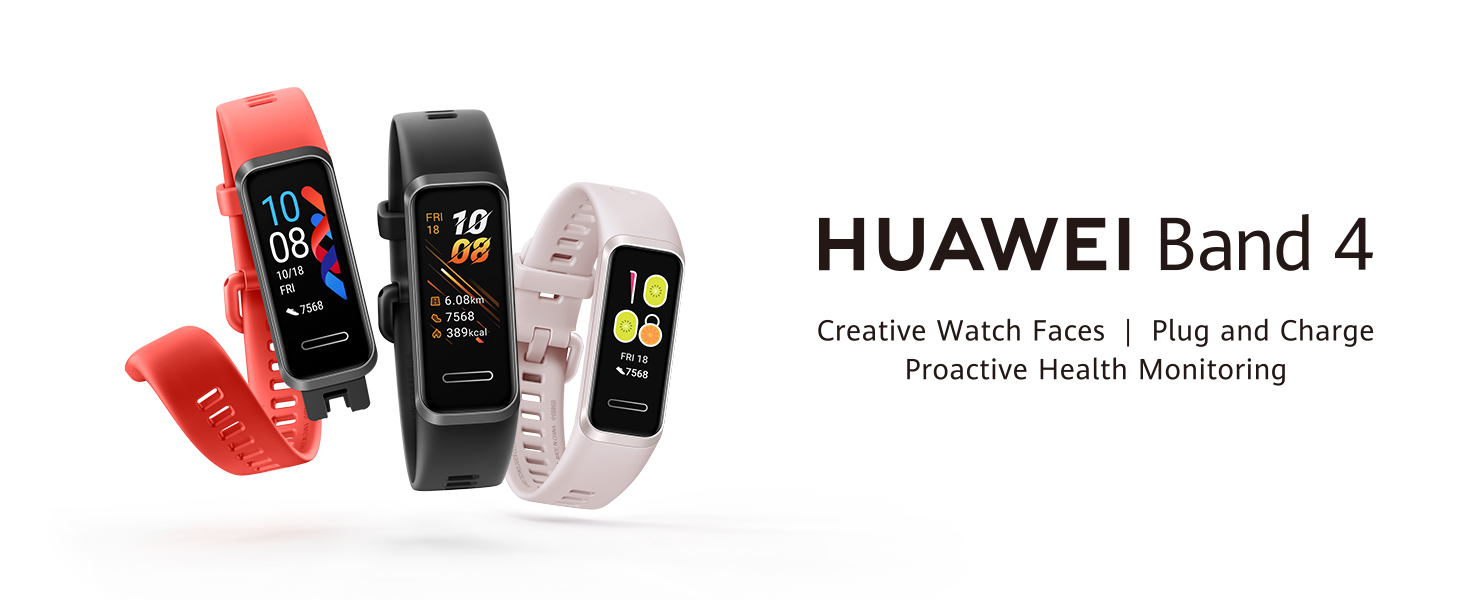 10
08
10/18
FRI
7568
FRI
18
10
08
6.08km
7568
389kcal
FRI 18
7568
HUAWEI Band 4
Creative Watch Faces | Plug and Charge
Proactive Health Monitoring